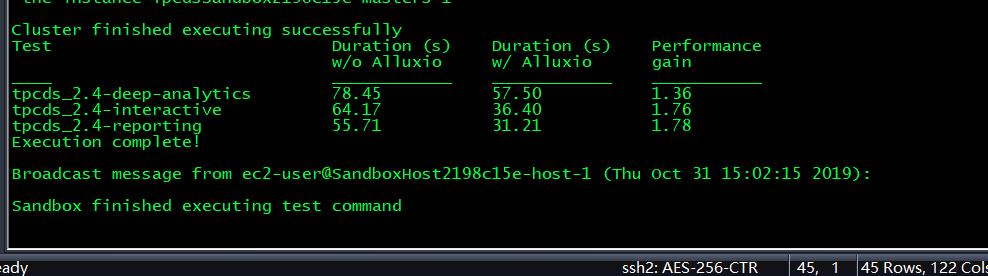 the instance Tpcdssandbox2198c15e-masters-1
Cluster finished executing successfully
Test Duration (s) Duration (s) Performance
w/o Alluxio w/ Alluxio gain
tpcds_2.4-deep-analytics 78.45 57.50 1.36
tpcds_2.4-interactive 64.17 36.40 1.76
tpcds_2.4-reporting 55.71 31.21 1.78
Execution complete!
Broadcast message from ec2-user@SandboxHost2198c15e-host-1 (Thu Oct 31 15:02:15 2019):
Sandbox finished executing test command
eady ssh2: AES-256-CTR 45, 1 45 Rows, 122 Cols